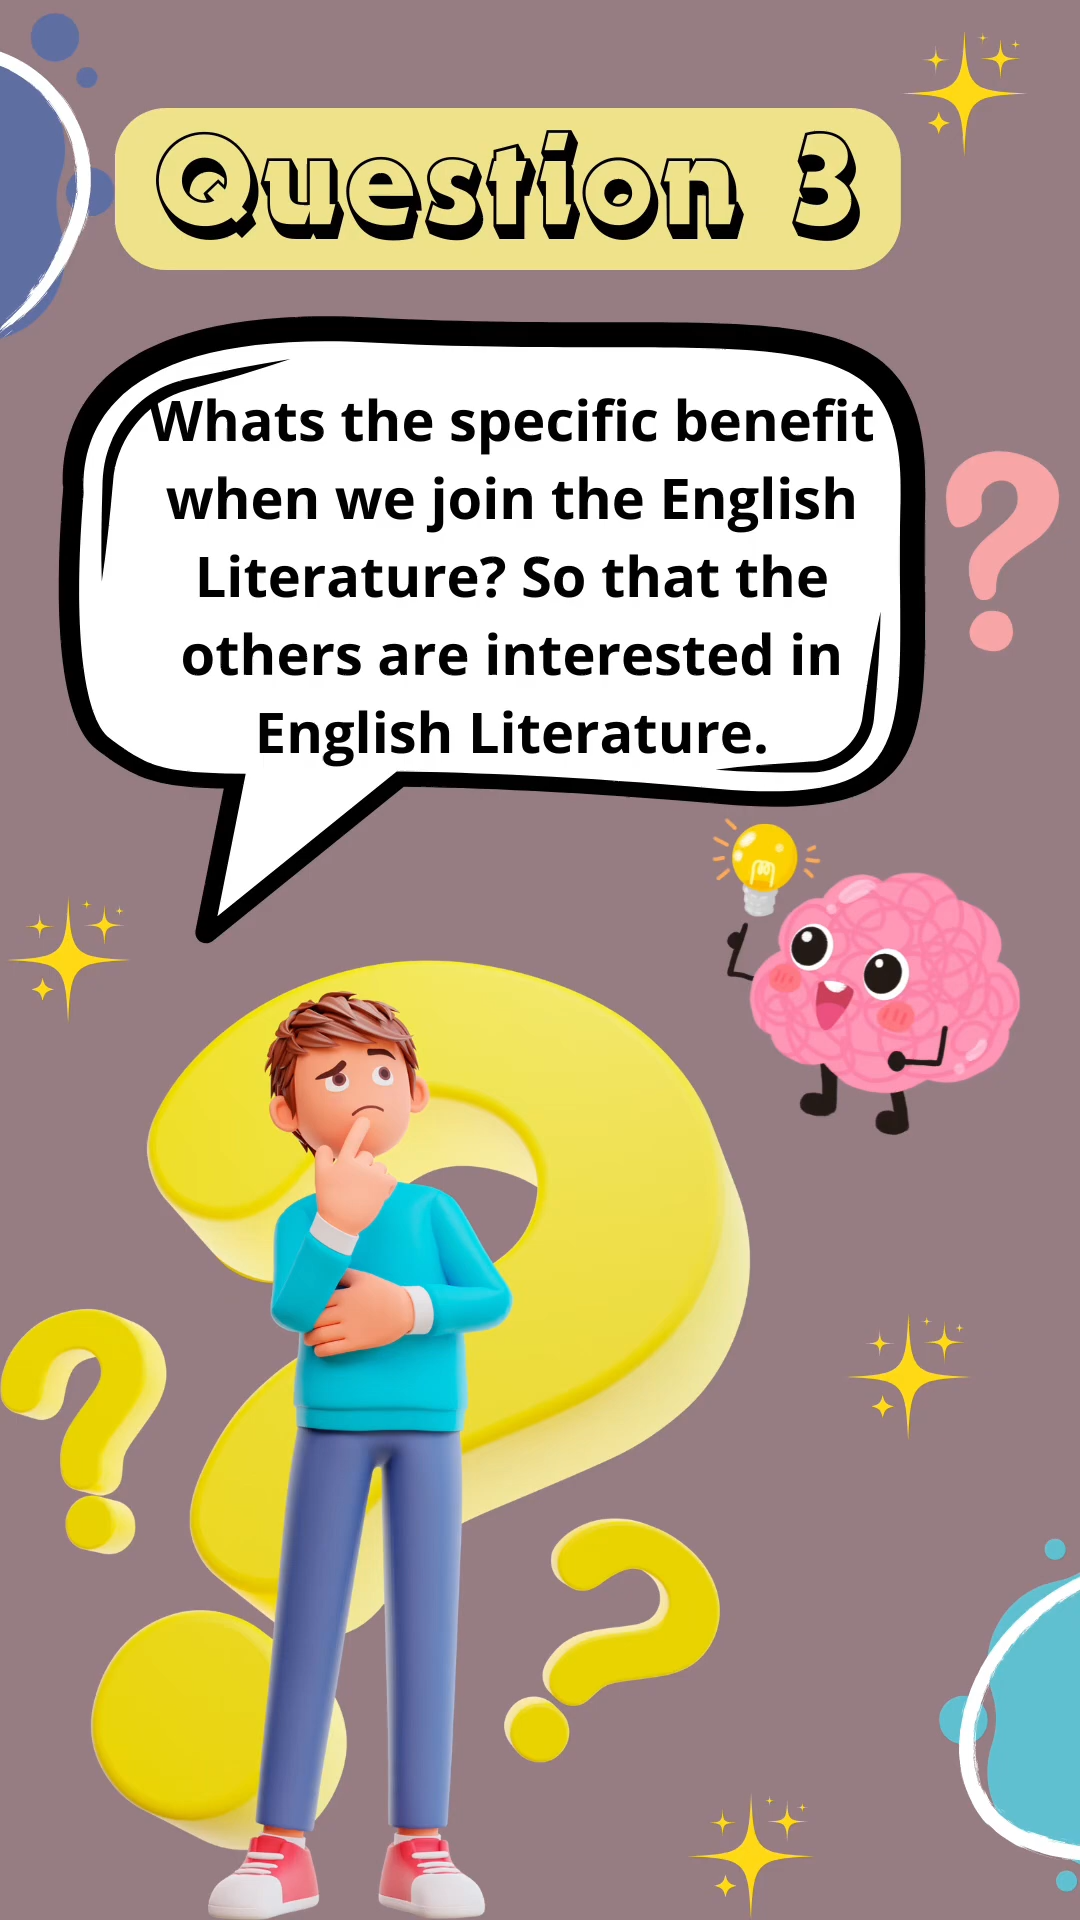 Question 3
Whats the specific benefit
when we join the English
Literature? So that the
others are interested in
English Literature.